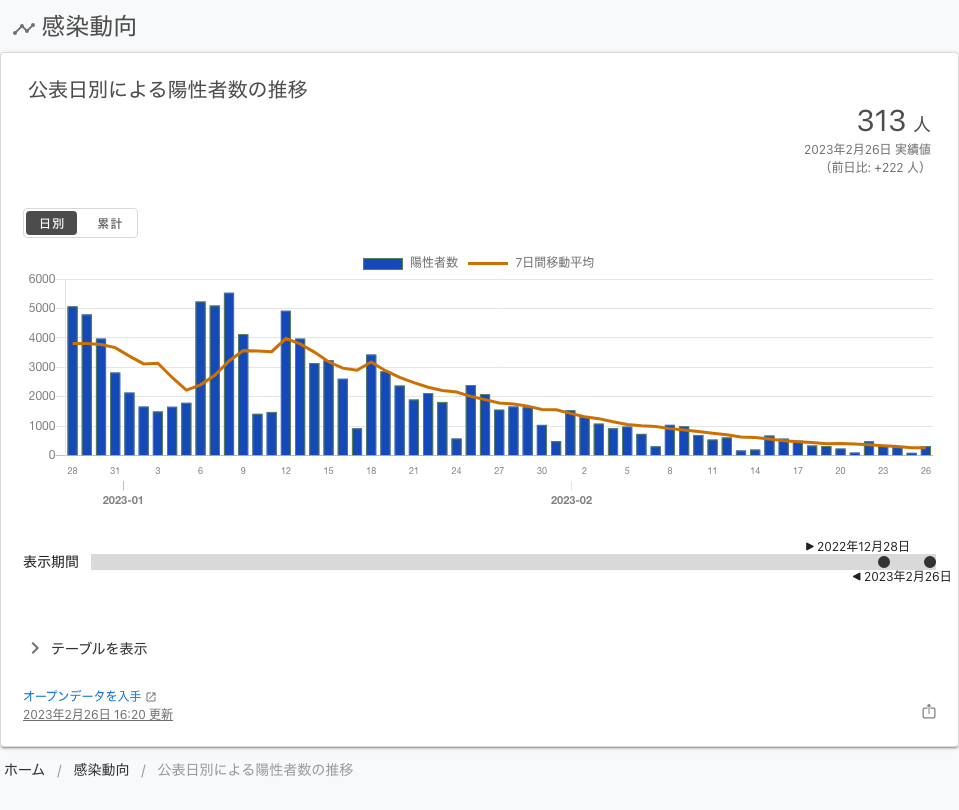 感染動向
公表日別による陽性者数の推移
313 人
2023年2月26日 実績値
（前日比: +222 人）
日別 累計
陽性者数 7日間移動平均
6000
5000
4000
3000
2000
1000
0
28 31 3 6 9 12 15 18 21 24 27 30 2 5 8 11 14 17 20 23 26
2023-01 2023-02
▶ 2022年12月28日
表示期間
◀ 2023年2月26日
テーブルを表示
オープンデータを入手
2023年2月26日 16:20 更新
ホーム / 感染動向 / 公表日別による陽性者数の推移